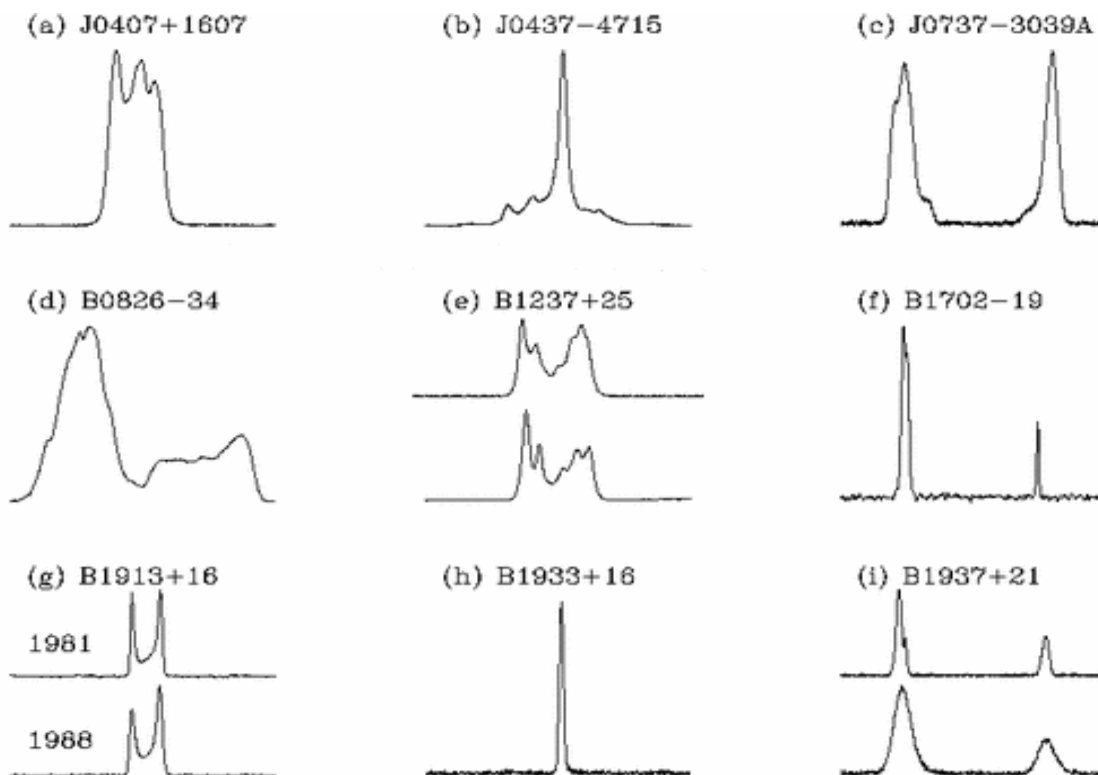 (a) J0407+1607
(b) J0437−4715
(c) J0737−3039A
(d) B0826−34
(e) B1237+25
(f) B1702−19
(g) B1913+16
1981
1988
(h) B1933+16
(i) B1937+21